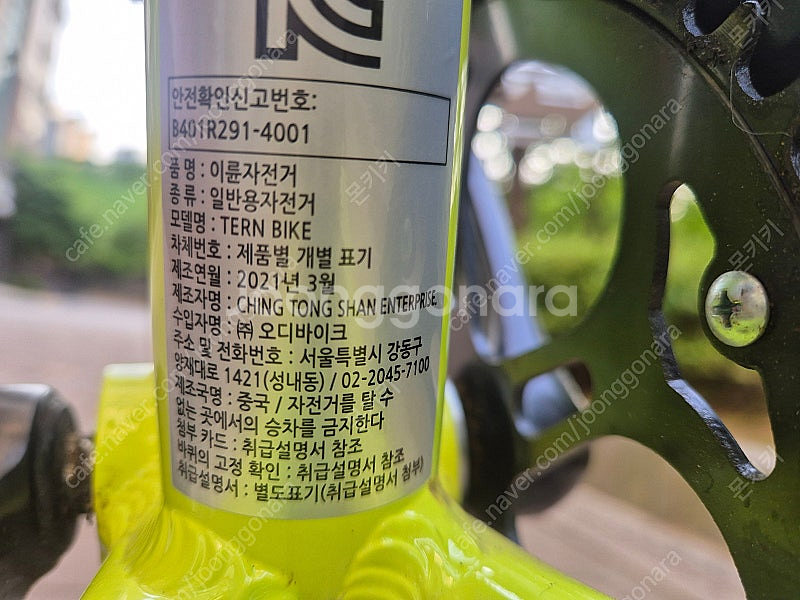 안전확인신고번호:
B401R291-4001
품 명 : 이륜자전거
종류 : 일반용자전거
모델명 : TERN BIKE
차체번호 : 제품별 개별 표기
제조연월 : 2021년 3월
제조자명 : CHING TONG SHAN ENTERPRISE.
수입자명 : ㈜ 오디바이크
주소 및 전화번호 : 서울특별시 강동구
양재대로 1421(성내동) / 02-2045-7100
제조국명 : 중국 / 자전거를 탈 수
없는 곳에서의 승차를 금지한다
첨부 카드 : 취급설명서 참조
바퀴의 고정 확인 : 취급설명서 참조
취급설명서 : 별도표기(취급설명서 첨부)
joonggonara
cafe.naver.com/joonggonara
몬키키